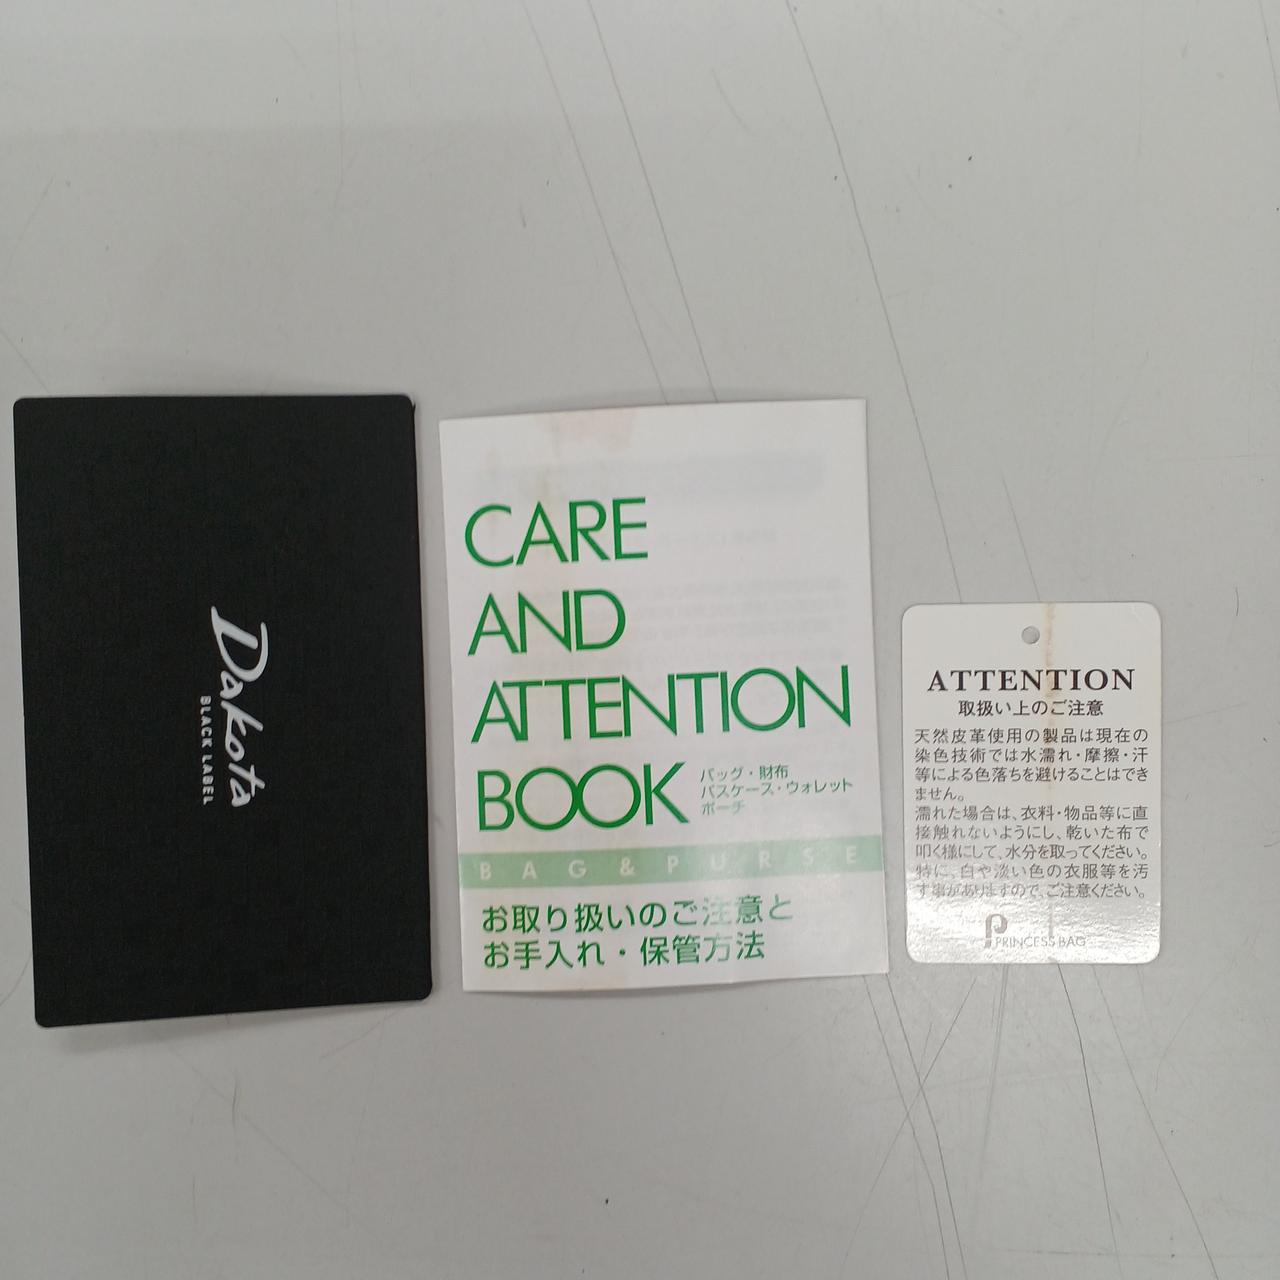 Dakota
BLACK LABEL
CARE
AND
ATTENTION
BOOK
バッグ・財布
パスケース・ウォレット
ポーチ
BAG&PURSE
お取り扱いのご注意と
お手入れ・保管方法
ATTENTION
取扱い上のご注意
天然皮革使用の製品は現在の
染色技術では水濡れ・摩擦・汗
等による色落ちを避けることはでき
ません。
濡れた場合は、衣料・物品等に直
接触れないようにし、乾いた布で
叩く様にして、水分を取ってください。
特に、白や淡い色の衣服等を汚
す事がありますので、ご注意ください。
PRINCESS BAG